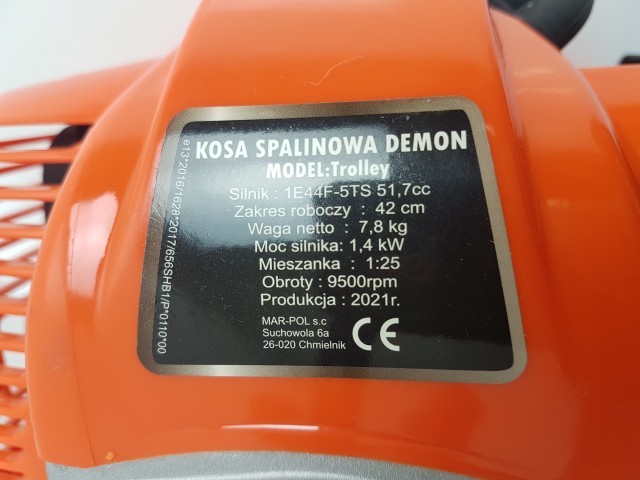 KOSA SPALINOWA DEMON
MODEL:Trolley
Silnik : 1E44F-5TS 51,7cc
Zakres roboczy : 42 cm
Waga netto : 7,8 kg
Moc silnika: 1,4 kW
Mieszanka : 1:25
Obroty : 9500rpm
Produkcja : 2021r.
MAR-POL s.c
Suchowola 6a
26-020 Chmielnik
CE
e13*2016/1628*2017/656SHB1/P*0110*00